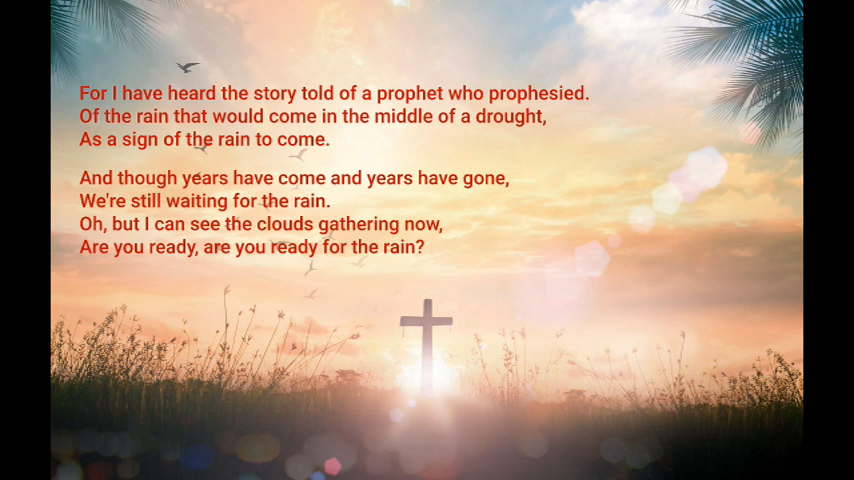 For I have heard the story told of a prophet who prophesied.
Of the rain that would come in the middle of a drought,
As a sign of the rain to come.
And though years have come and years have gone,
We're still waiting for the rain.
Oh, but I can see the clouds gathering now,
Are you ready, are you ready for the rain?